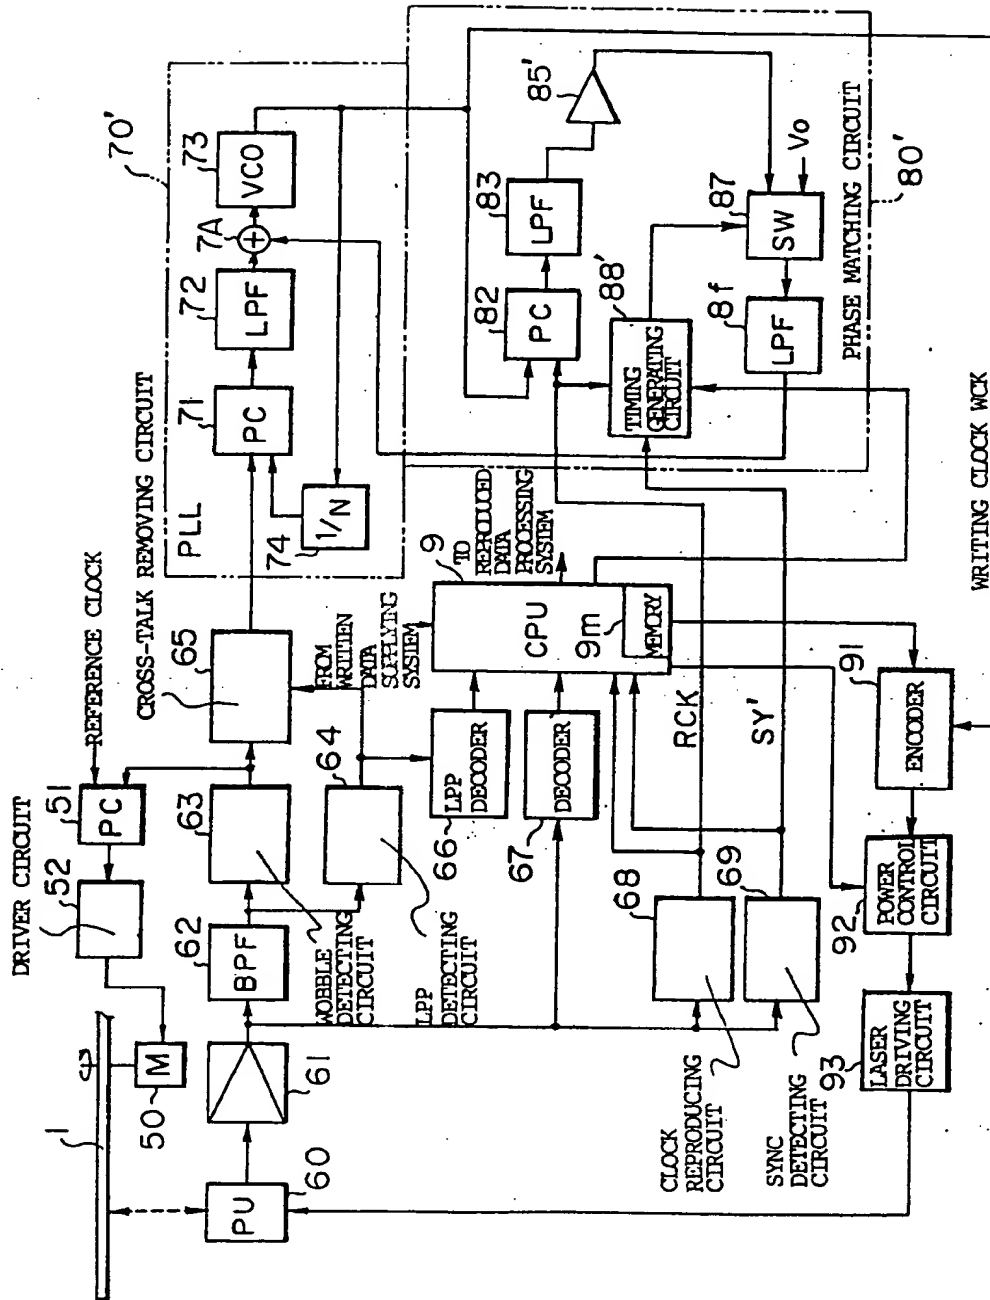 70'
PLL
71
PC
72
LPF
7A
+
73
VCO
74
1/N
CROSS-TALK REMOVING CIRCUIT
REFERENCE CLOCK
65
DRIVER CIRCUIT
52
51
PC
63
WOBBLE
DETECTING
CIRCUIT
64
LPP
DETECTING
CIRCUIT
62
BPF
61
M
50
1
PU
60
FROM
WRITTEN
DATA
SUPPLYING
SYSTEM
TO
REPRODUCED
DATA
PROCESSING
SYSTEM
9
CPU
9m
MEMORY
66
LPP
DECODER
67
DECODER
RCK
SY'
68
CLOCK
REPRODUCING
CIRCUIT
69
SYNC
DETECTING
CIRCUIT
82
PC
83
LPF
85'
88'
TIMING
GENERATING
CIRCUIT
87
SW
Vo
8f
LPF
PHASE MATCHING CIRCUIT
80'
WRITING CLOCK WCK
91
ENCODER
92
POWER
CONTROL
CIRCUIT
93
LASER
DRIVING
CIRCUIT